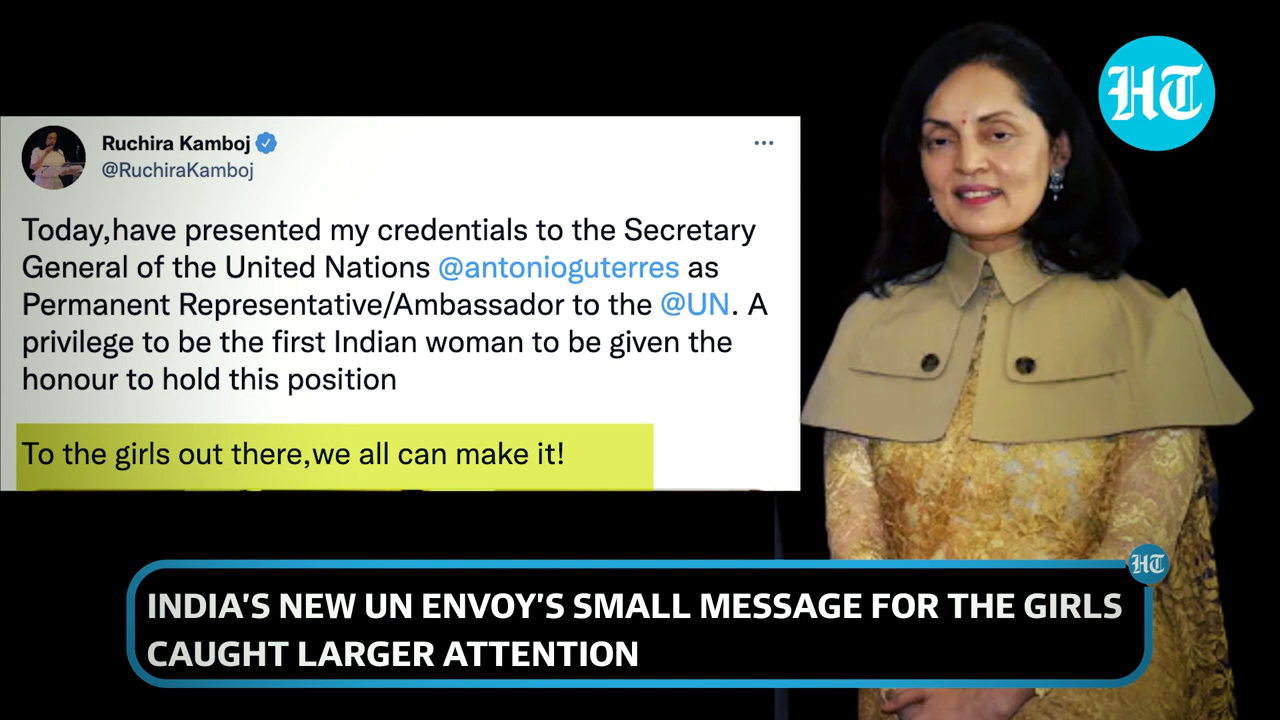 HT
Ruchira Kamboj
@RuchiraKamboj
Today,have presented my credentials to the Secretary
General of the United Nations @antonioguterres as
Permanent Representative/Ambassador to the @UN. A
privilege to be the first Indian woman to be given the
honour to hold this position
To the girls out there,we all can make it!
HT
INDIA'S NEW UN ENVOY'S SMALL MESSAGE FOR THE GIRLS
CAUGHT LARGER ATTENTION